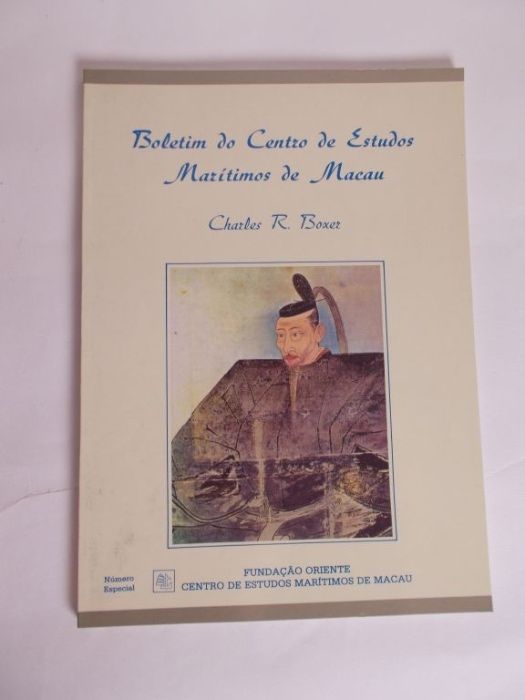 Boletim do Centro de Estudos
Marítimos de Macau
Charles R. Boxer
Número
Especial
FUNDAÇÃO ORIENTE
CENTRO DE ESTUDOS MARÍTIMOS DE MACAU